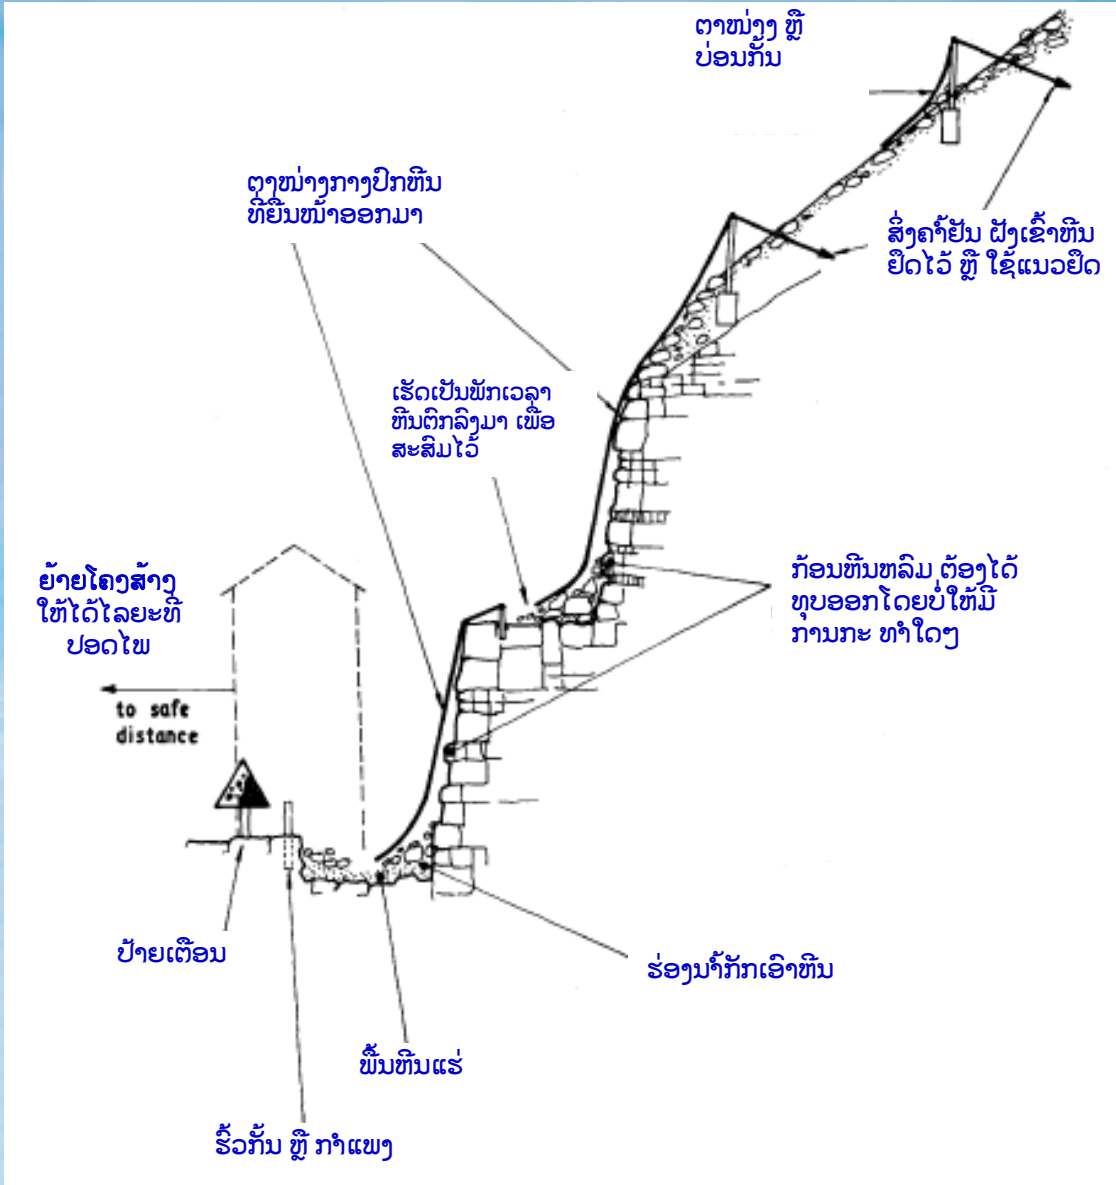 ຕາໜ່າງ ຫຼື
ບ່ອນກັ້ນ
ຕາໜ່າງກາງປົກຫີນ
ທີ່ຍື່ນໜ້າອອກມາ
ສິ່ງຄໍ້າຢັນ ຝັງເຂົ້າຫີນ
ຢຶດໄວ້ ຫຼື ໃຊ້ແນວຢຶດ
ເຮັດເປັນພັກເວລາ
ຫີນຕົກລົງມາ ເພື່ອ
ສະສົມໄວ້
ກ້ອນຫີນຫລົມ ຕ້ອງໄດ້
ທຸບອອກໂດຍບໍ່ໃຫ້ມີ
ການກະ ທໍາໃດໆ
ຍ້າຍໂຄງສ້າງ
ໃຫ້ໄດ້ໄລຍະທີ່
ປອດໄພ
to safe
distance
ປ້າຍເຕືອນ
ຮ່ອງນໍ້າກັກເອົາຫີນ
ພື້ນຫີນແຮ່
ຮົ້ວກັ້ນ ຫຼື ກໍາແພງ